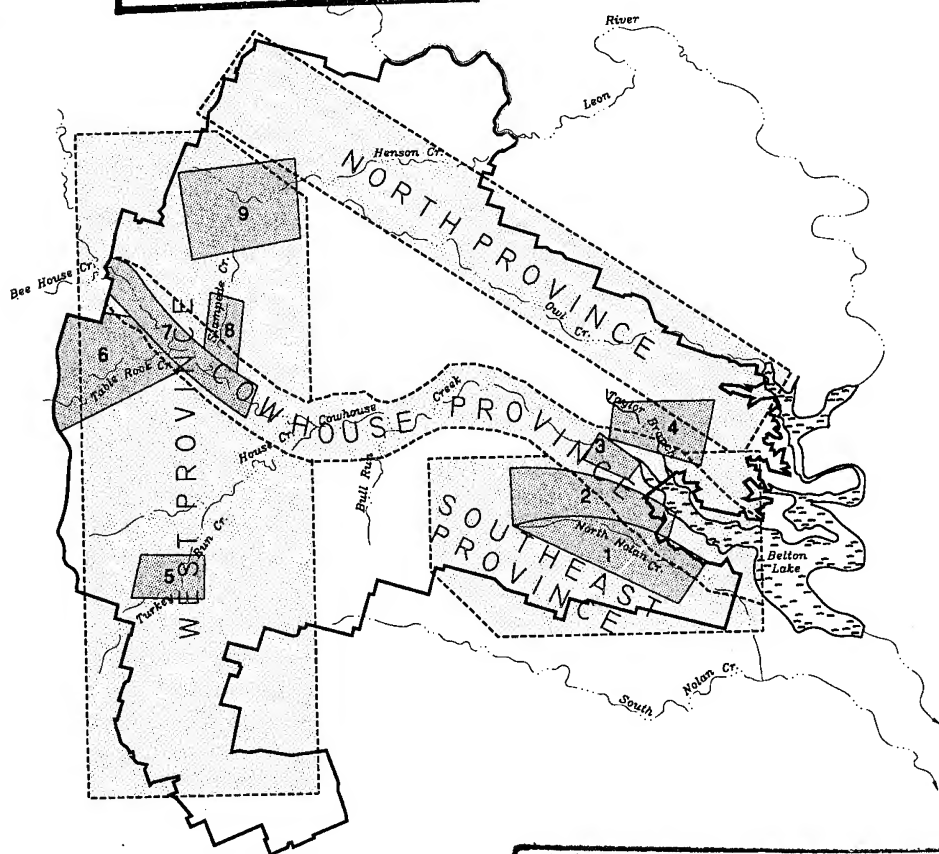 River
Leon
Henson Cr.
NORTH PROVINCE
9
Bee House Cr.
Stampede Cr.
8
7
6
Table Rock Cr.
Owl Cr.
WEST PROVINCE
COWHOUSE PROVINCE
Cowhouse Creek
House Cr.
Bull Run
Taylor Branch
4
3
2
North Nolan Cr.
1
SOUTHEAST
PROVINCE
Belton
Lake
5
Turkey Run Cr.
South Nolan Cr.